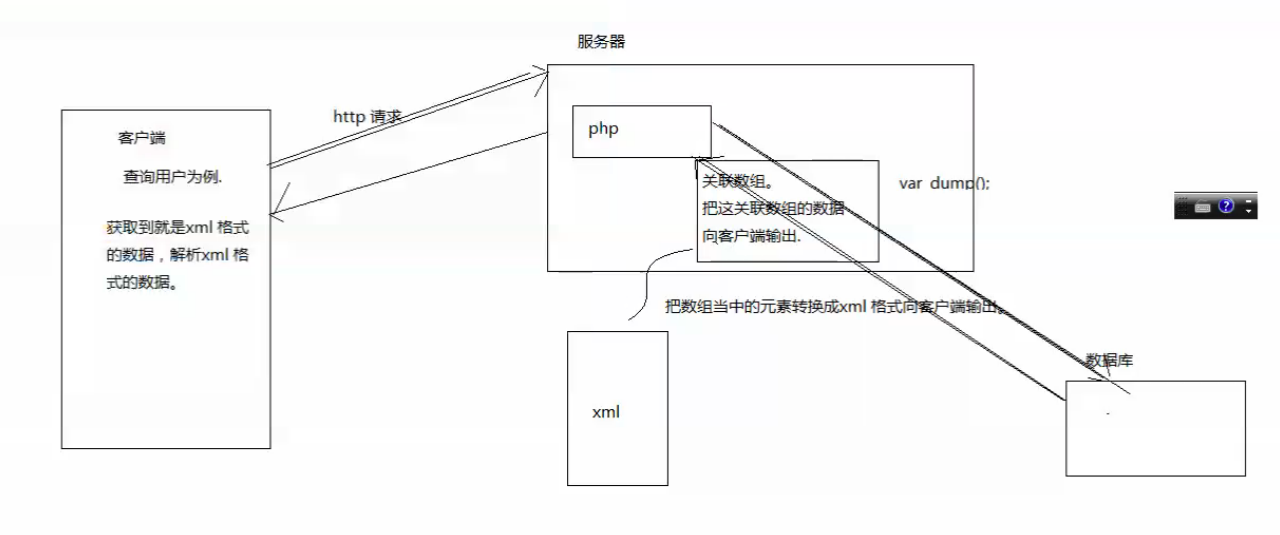 服务器
客户端
查询用户为例.
获取到就是xml 格式
的数据，解析xml 格
式的数据。
http 请求
php
关联数组。
把这关联数组的数据
向客户端输出.
var_dump();
把数组当中的元素转换成xml 格式向客户端输出。
xml
数据库